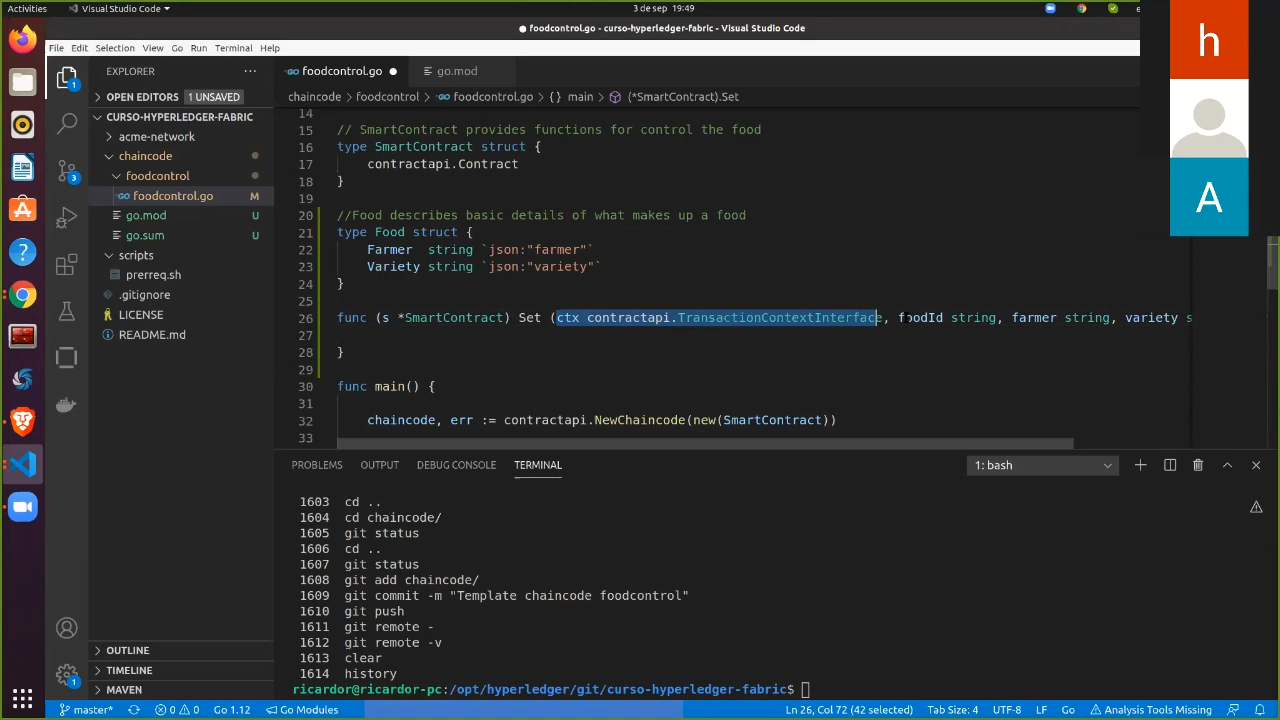 Activities
Visual Studio Code
3 de sep 19:49
foodcontrol.go - curso-hyperledger-fabric - Visual Studio Code
File Edit Selection View Go Run Terminal Help
EXPLORER
OPEN EDITORS 1 UNSAVED
CURSO-HYPERLEDGER-FABRIC
acme-network
chaincode
foodcontrol
foodcontrol.go M
go.mod U
go.sum U
scripts
prerreq.sh
.gitignore
LICENSE
README.md
OUTLINE
TIMELINE
MAVEN
foodcontrol.go
go.mod
chaincode > foodcontrol > foodcontrol.go > {} main > (*SmartContract).Set
14
15 // SmartContract provides functions for control the food
16 type SmartContract struct {
17 contractapi.Contract
18 }
19
20 //Food describes basic details of what makes up a food
21 type Food struct {
22 Farmer string `json:"farmer"`
23 Variety string `json:"variety"`
24 }
25
26 func (s *SmartContract) Set (ctx contractapi.TransactionContextInterface, foodId string, farmer string, variety s
27
28 }
29
30 func main() {
31
32 chaincode, err := contractapi.NewChaincode(new(SmartContract))
33
PROBLEMS OUTPUT DEBUG CONSOLE TERMINAL
1: bash
1603 cd ..
1604 cd chaincode/
1605 git status
1606 cd ..
1607 git status
1608 git add chaincode/
1609 git commit -m "Template chaincode foodcontrol"
1610 git push
1611 git remote -
1612 git remote -v
1613 clear
1614 history
ricardor@ricardor-pc:/opt/hyperledger/git/curso-hyperledger-fabric$
master* 0 0 Go 1.12 Go Modules
Ln 26, Col 72 (42 selected) Tab Size: 4 UTF-8 LF Go Analysis Tools Missing
h
A
1
3
1